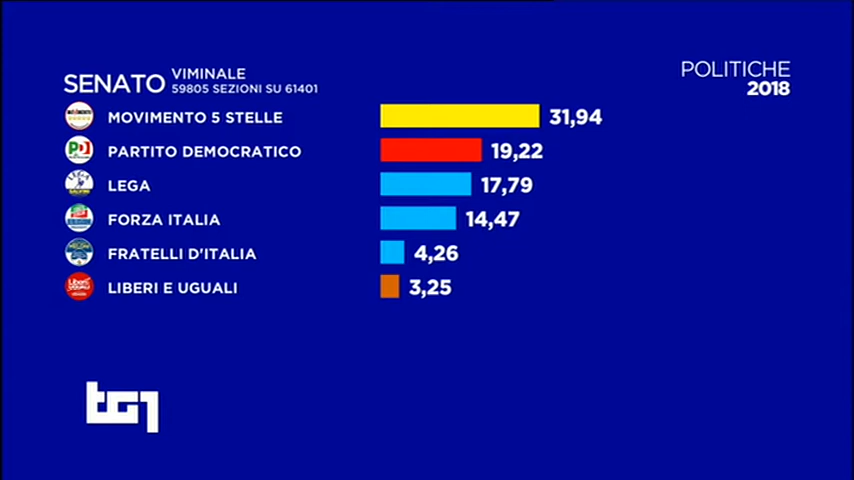 SENATO VIMINALE
59805 SEZIONI SU 61401
POLITICHE
2018
MOVIMENTO 5 STELLE 31,94
PARTITO DEMOCRATICO 19,22
LEGA 17,79
FORZA ITALIA 14,47
FRATELLI D'ITALIA 4,26
LIBERI E UGUALI 3,25
tg1